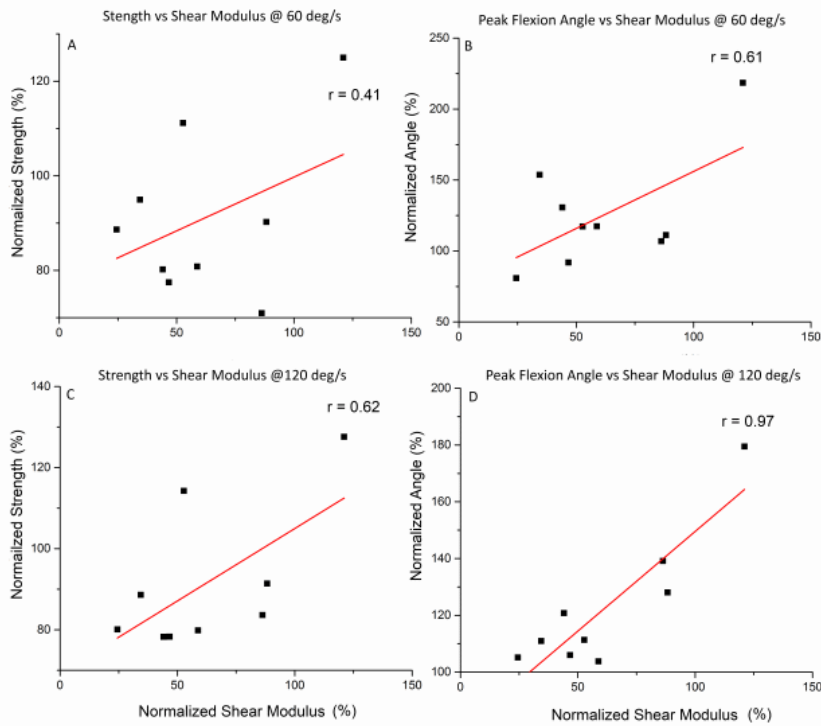 Stength vs Shear Modulus @ 60 deg/s
A
r = 0.41
Normailzed Strength (%)
120
100
80
0
50
100
150
Peak Flexion Angle vs Shear Modulus @ 60 deg/s
B
r = 0.61
Normalized Angle (%)
250
200
150
100
50
0
50
100
150
Strength vs Shear Modulus @120 deg/s
C
r = 0.62
Normailzed Strength (%)
140
120
100
80
0
50
100
150
Normalized Shear Modulus (%)
Peak Flexion Angle vs Shear Modulus @ 120 deg/s
D
r = 0.97
Normalized Angle (%)
200
180
160
140
120
100
0
50
100
150
Normalized Shear Modulus (%)